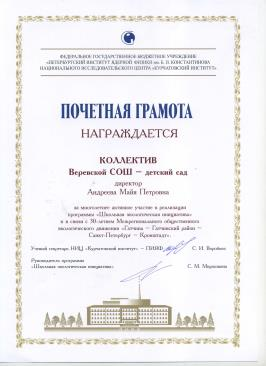 ФЕДЕРАЛЬНОЕ ГОСУДАРСТВЕННОЕ БЮДЖЕТНОЕ УЧРЕЖДЕНИЕ
«ПЕТЕРБУРГСКИЙ ИНСТИТУТ ЯДЕРНОЙ ФИЗИКИ им. Б. П. КОНСТАНТИНОВА
НАЦИОНАЛЬНОГО ИССЛЕДОВАТЕЛЬСКОГО ЦЕНТРА «КУРЧАТОВСКИЙ ИНСТИТУТ»
ПОЧЕТНАЯ ГРАМОТА
НАГРАЖДАЕТСЯ
КОЛЛЕКТИВ
Веревской СОШ – детский сад
директор
Андреева Майя Петровна
за многолетнее активное участие в реализации
программы «Школьная экологическая инициатива»
и в связи с 30-летием Межрегионального общественного
экологического движения «Гатчина – Гатчинский район –
Санкт-Петербург – Кронштадт».
Ученый секретарь НИЦ «Курчатовский институт» – ПИЯФ С. И. Воробьев
Руководитель программы
«Школьная экологическая инициатива» С. М.